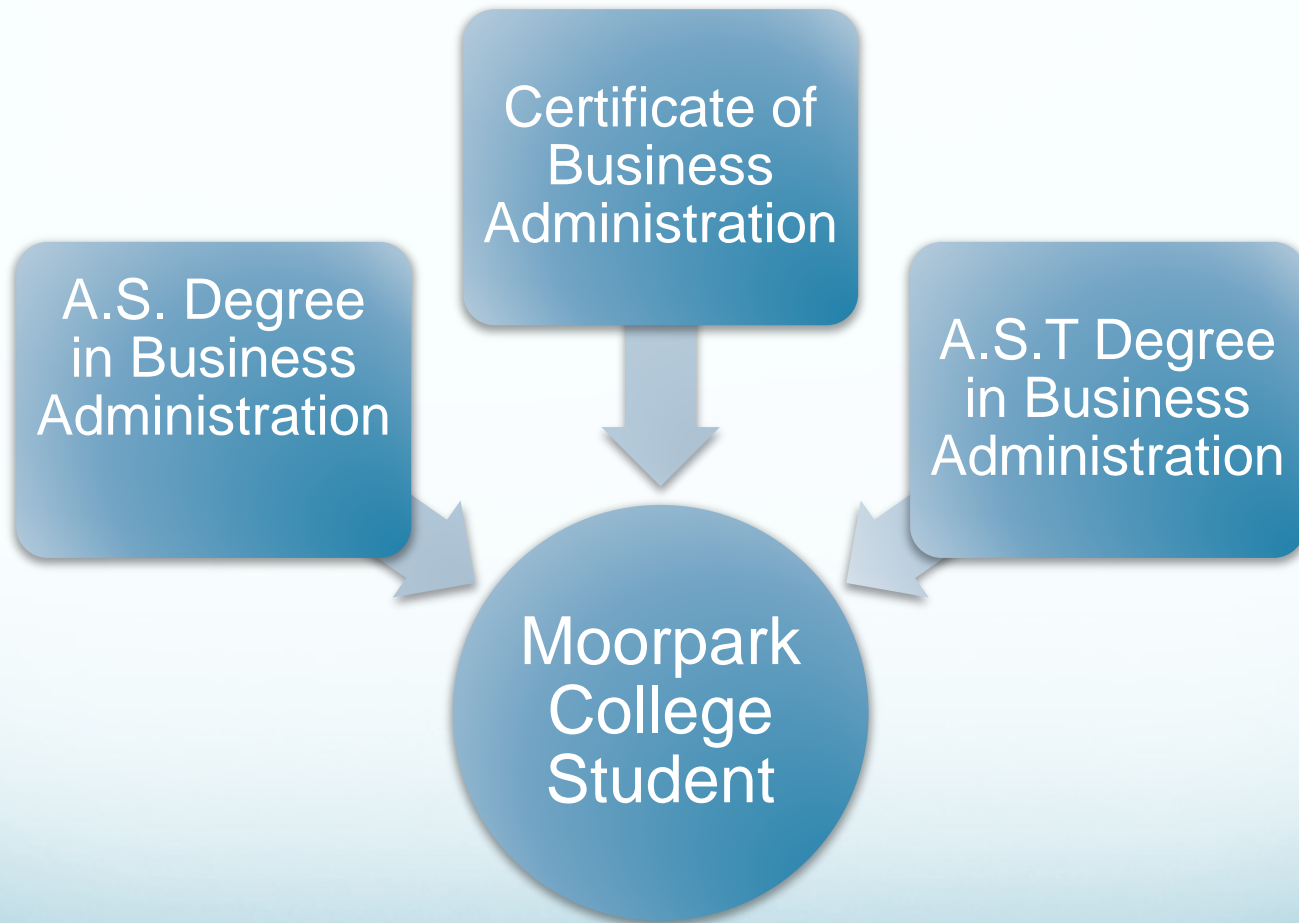 Certificate of
Business
Administration
A.S. Degree
in Business
Administration
A.S.T Degree
in Business
Administration
Moorpark
College
Student